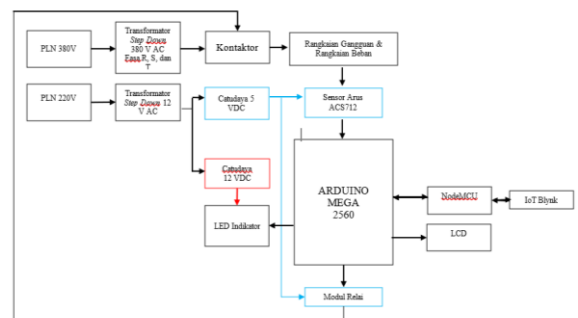 PLN 380V
Transformator
Step Down
380 V AC
Fasa R, S, dan
T
Kontaktor
Rangkaian Gangguan &
Rangkaian Beban
PLN 220V
Transformator
Step Down 12
V AC
Catudaya 5
VDC
Sensor Arus
ACS712
Catudaya
12 VDC
LED Indikator
ARDUINO
MEGA
2560
NodeMCU
IoT Blynk
LCD
Modul Relai